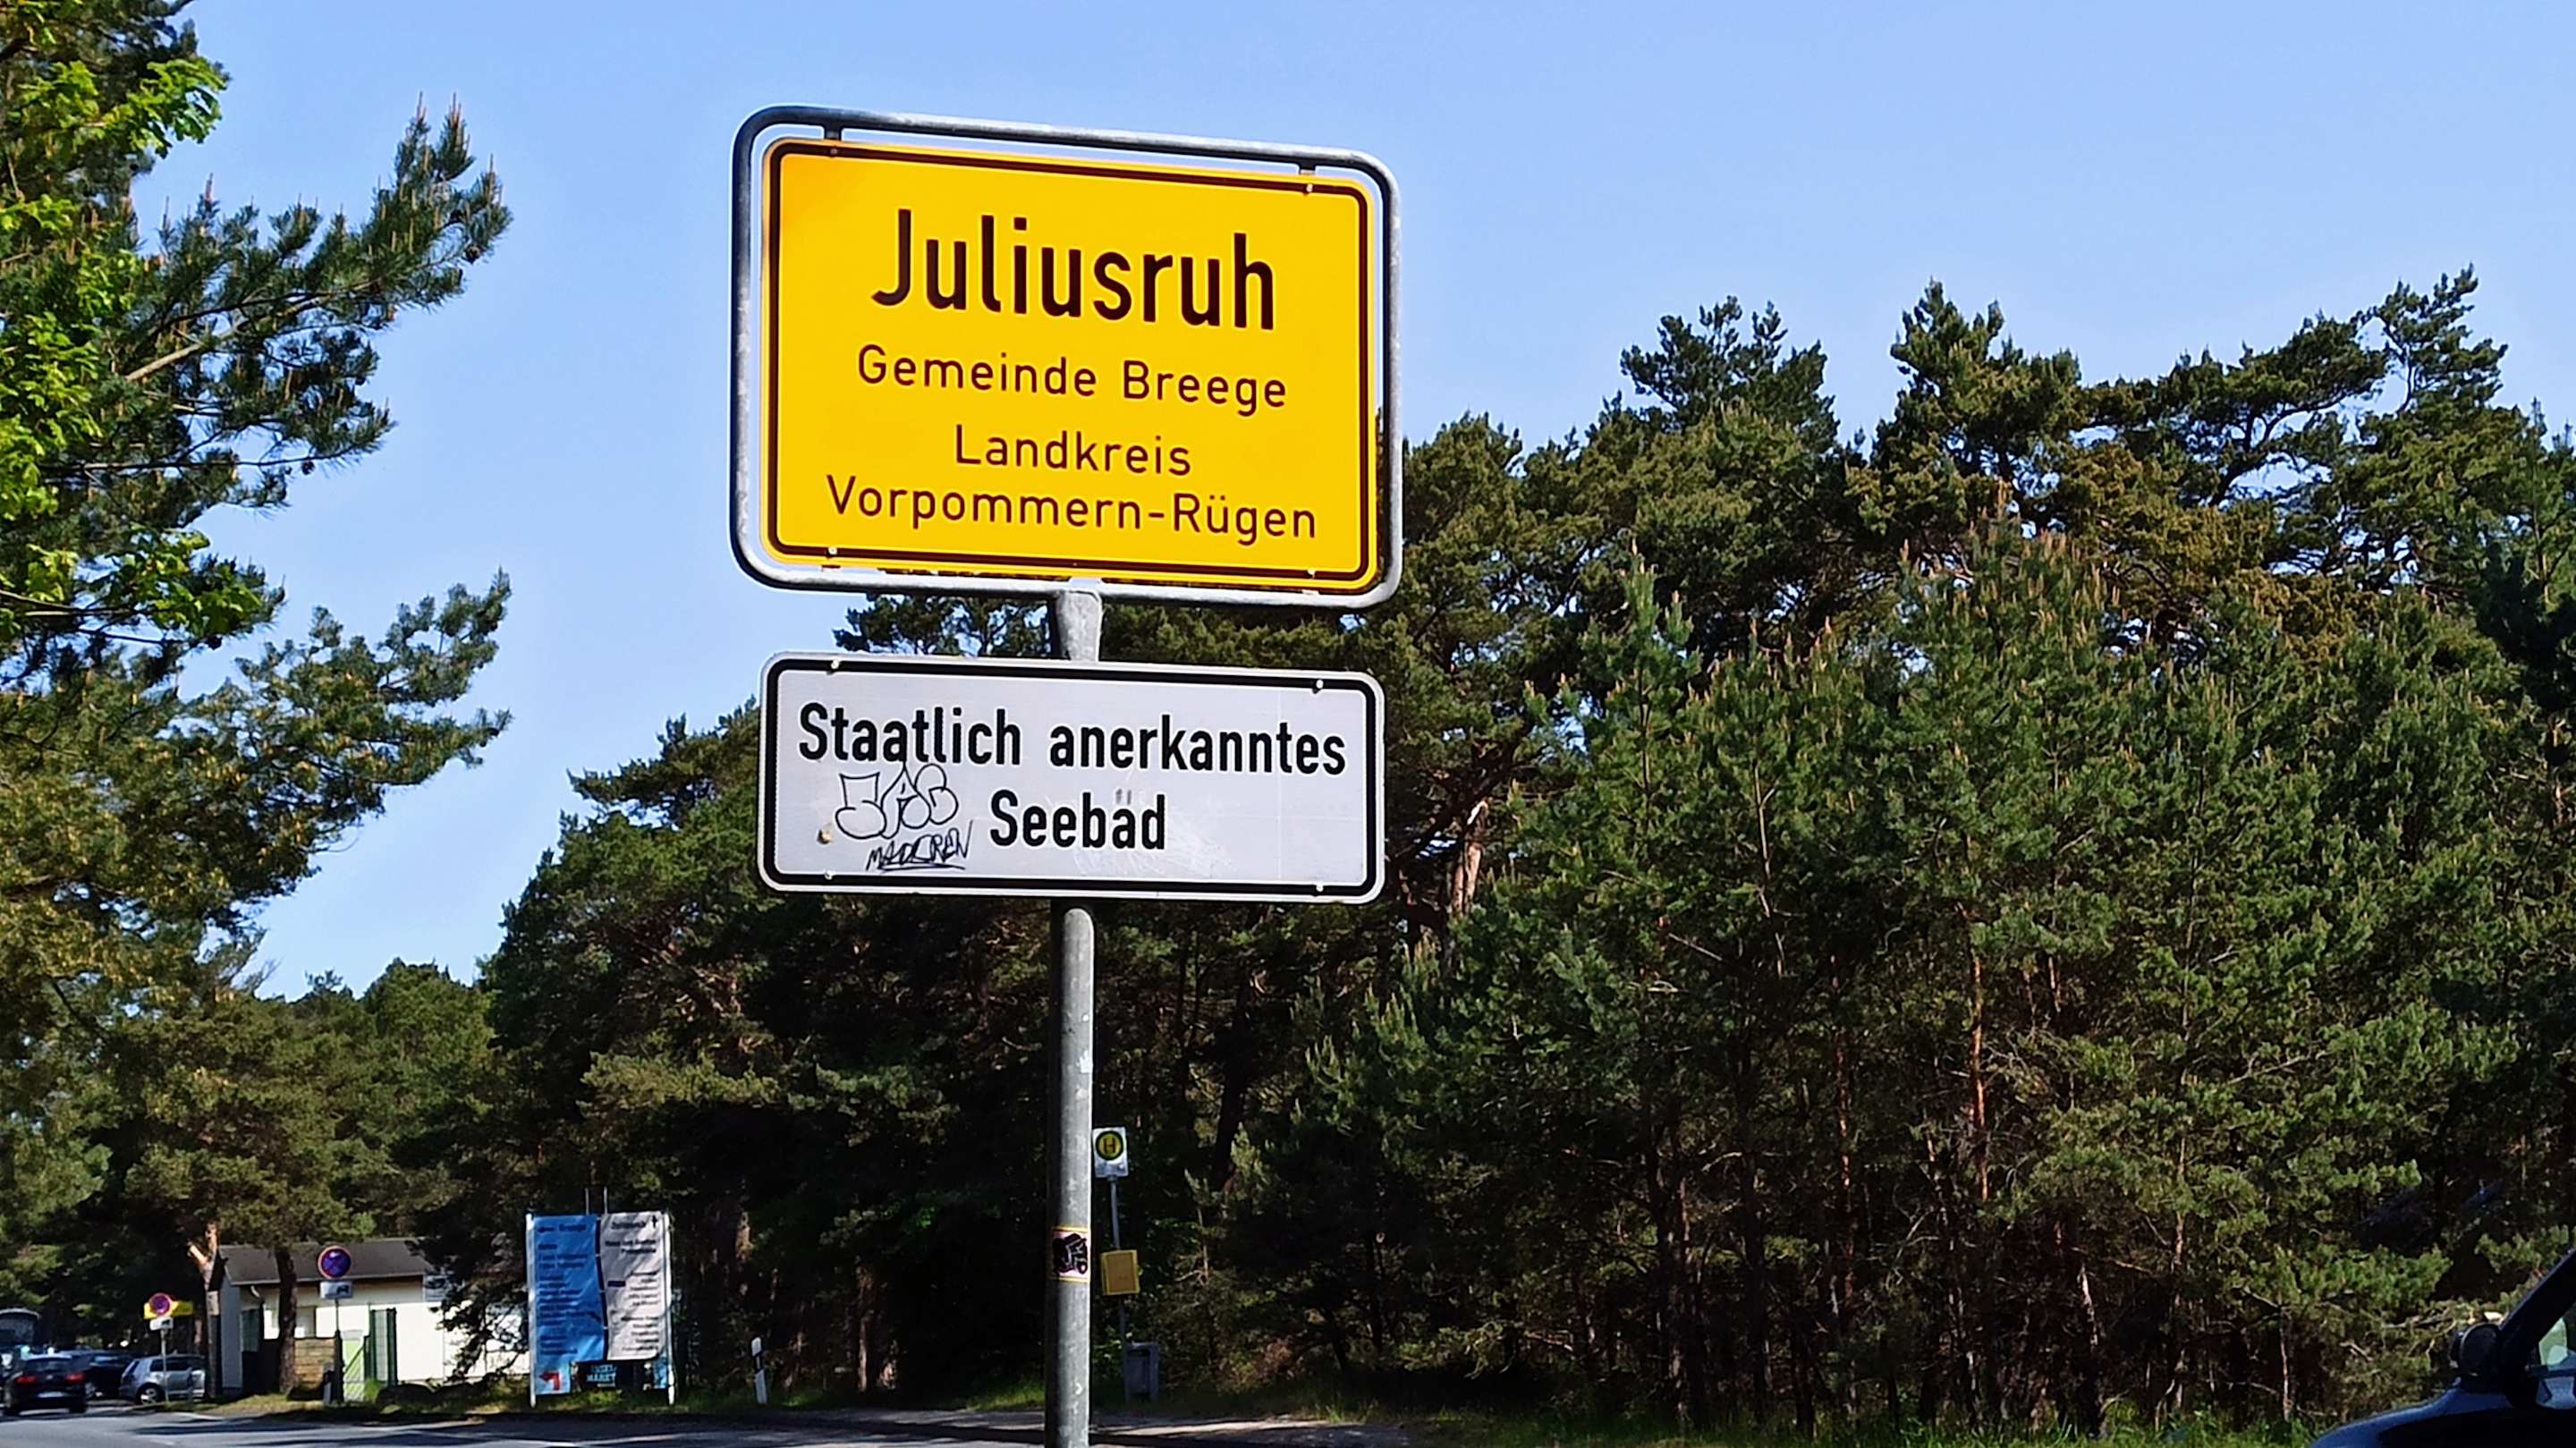 Juliusruh
Gemeinde Breege
Landkreis
Vorpommern-Rügen
Staatlich anerkanntes
Seebad
H